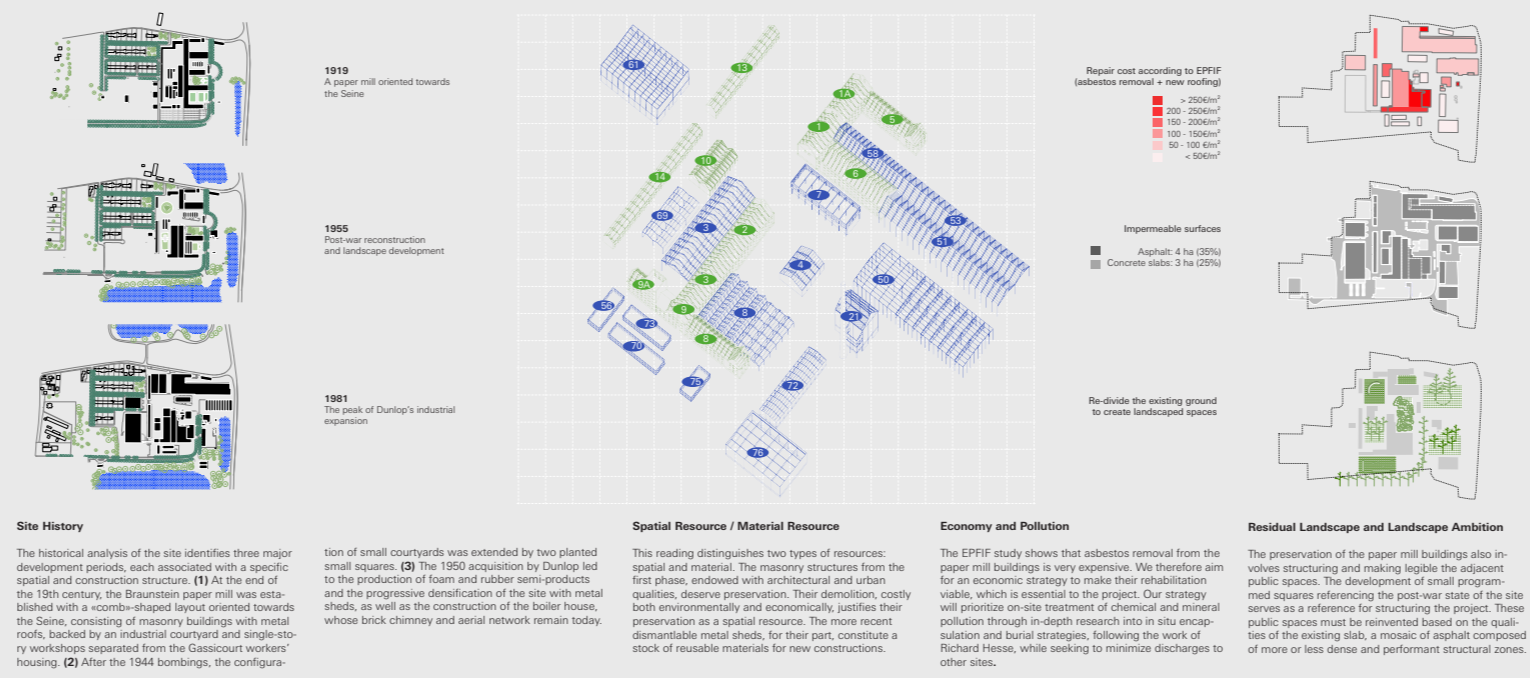 1919
A paper mill oriented towards
the Seine
1955
Post-war reconstruction
and landscape development
1981
The peak of Dunlop's industrial
expansion
61
13
1A
5
1
58
10
6
14
7
69
53
3
2
51
4
3
50
9A
56
9
8
21
73
70
8
75
72
76
Repair cost according to EPFIF
(asbestos removal + new roofing)
> 250€/m²
200 - 250€/m²
150 - 200€/m²
100 - 150€/m²
50 - 100 €/m²
< 50€/m²
Impermeable surfaces
Asphalt: 4 ha (35%)
Concrete slabs: 3 ha (25%)
Re-divide the existing ground
to create landscaped spaces
Site History
The historical analysis of the site identifies three major
development periods, each associated with a specific
spatial and construction structure. (1) At the end of
the 19th century, the Braunstein paper mill was esta-
blished with a «comb»-shaped layout oriented towards
the Seine, consisting of masonry buildings with metal
roofs, backed by an industrial courtyard and single-sto-
ry workshops separated from the Gassicourt workers'
housing. (2) After the 1944 bombings, the configura-
tion of small courtyards was extended by two planted
small squares. (3) The 1950 acquisition by Dunlop led
to the production of foam and rubber semi-products
and the progressive densification of the site with metal
sheds, as well as the construction of the boiler house,
whose brick chimney and aerial network remain today.
Spatial Resource / Material Resource
This reading distinguishes two types of resources:
spatial and material. The masonry structures from the
first phase, endowed with architectural and urban
qualities, deserve preservation. Their demolition, costly
both environmentally and economically, justifies their
preservation as a spatial resource. The more recent
dismantlable metal sheds, for their part, constitute a
stock of reusable materials for new constructions.
Economy and Pollution
The EPFIF study shows that asbestos removal from the
paper mill buildings is very expensive. We therefore aim
for an economic strategy to make their rehabilitation
viable, which is essential to the project. Our strategy
will prioritize on-site treatment of chemical and mineral
pollution through in-depth research into in situ encap-
sulation and burial strategies, following the work of
Richard Hesse, while seeking to minimize discharges to
other sites.
Residual Landscape and Landscape Ambition
The preservation of the paper mill buildings also in-
volves structuring and making legible the adjacent
public spaces. The development of small program-
med squares referencing the post-war state of the site
serves as a reference for structuring the project. These
public spaces must be reinvented based on the quali-
ties of the existing slab, a mosaic of asphalt composed
of more or less dense and performant structural zones.